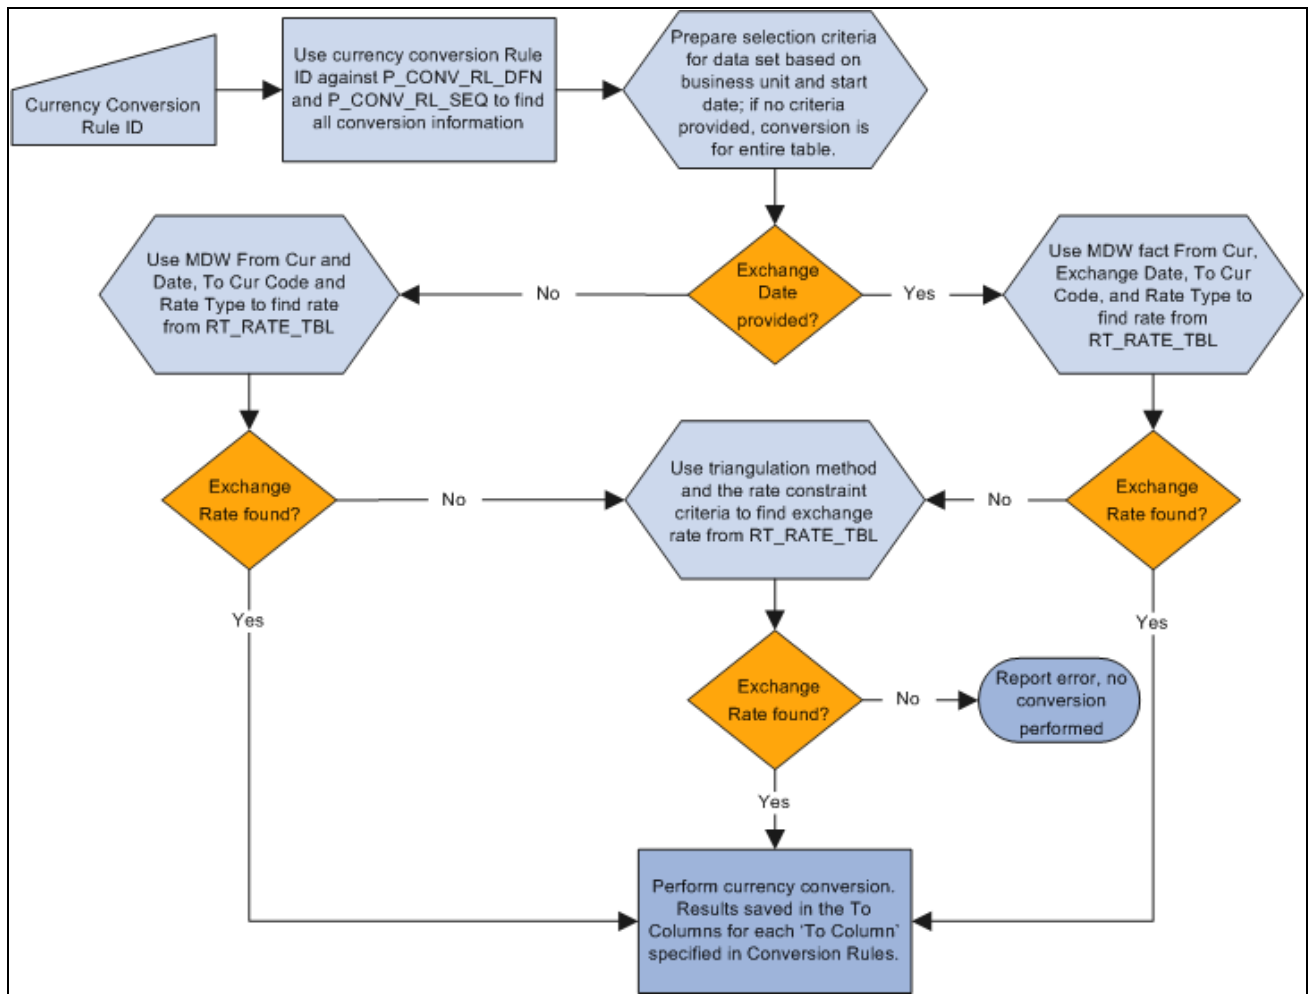 Currency Conversion
Rule ID
Use currency conversion Rule
ID against P_CONV_RL_DFN
and P_CONV_RL_SEQ to find
all conversion information
Prepare selection criteria
for data set based on
business unit and start
date; if no criteria
provided, conversion is
for entire table.
Use MDW From Cur and
Date, To Cur Code and
Rate Type to find rate
from RT_RATE_TBL
No
Exchange
Date
provided?
Yes
Use MDW fact From Cur,
Exchange Date, To Cur
Code, and Rate Type to
find rate from
RT_RATE_TBL
Exchange
Rate found?
No
Use triangulation method
and the rate constraint
criteria to find exchange
rate from RT_RATE_TBL
No
Exchange
Rate found?
Yes
Yes
Exchange
Rate found?
No
Report error, no
conversion
performed
Yes
Perform currency conversion.
Results saved in the To
Columns for each ‘To Column’
specified in Conversion Rules.